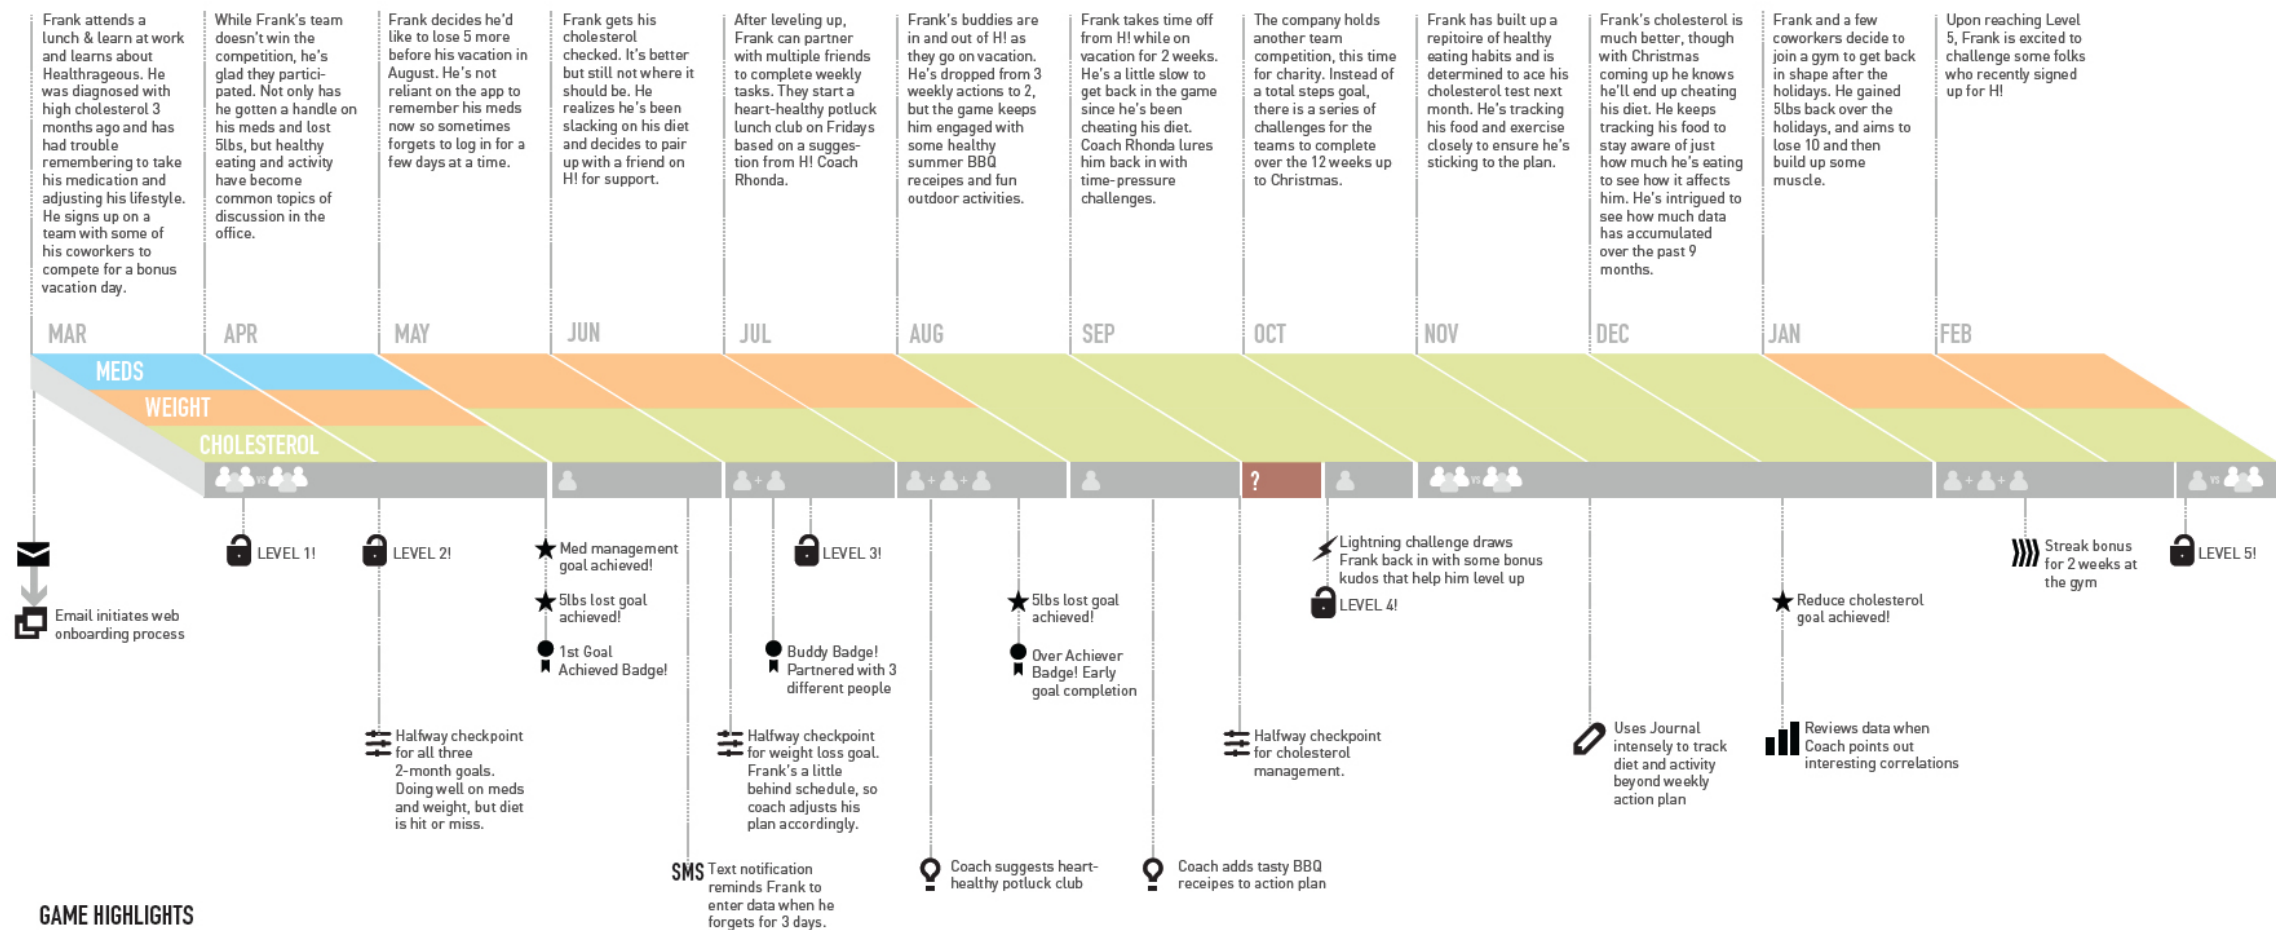 Frank attends a
lunch & learn at work
and learns about
Healthrageous. He
was diagnosed with
high cholesterol 3
months ago and has
had trouble
remembering to take
his medication and
adjusting his lifestyle.
He signs up on a
team with some of
his coworkers to
compete for a bonus
vacation day.
While Frank's team
doesn't win the
competition, he's
glad they partici-
pated. Not only has
he gotten a handle on
his meds and lost
5lbs, but healthy
eating and activity
have become
common topics of
discussion in the
office.
Frank decides he'd
like to lose 5 more
before his vacation in
August. He's not
reliant on the app to
remember his meds
now so sometimes
forgets to log in for a
few days at a time.
Frank gets his
cholesterol
checked. It's better
but still not where it
should be. He
realizes he's been
slacking on his diet
and decides to pair
up with a friend on
H! for support.
After leveling up,
Frank can partner
with multiple friends
to complete weekly
tasks. They start a
heart-healthy potluck
lunch club on Fridays
based on a sugges-
tion from H! Coach
Rhonda.
Frank's buddies are
in and out of H! as
they go on vacation.
He's dropped from 3
weekly actions to 2,
but the game keeps
him engaged with
some healthy
summer BBQ
receipes and fun
outdoor activities.
Frank takes time off
from H! while on
vacation for 2 weeks.
He's a little slow to
get back in the game
since he's been
cheating his diet.
Coach Rhonda lures
him back in with
time-pressure
challenges.
The company holds
another team
competition, this time
for charity. Instead of
a total steps goal,
there is a series of
challenges for the
teams to complete
over the 12 weeks up
to Christmas.
Frank has built up a
repitoire of healthy
eating habits and is
determined to ace his
cholesterol test next
month. He's tracking
his food and exercise
closely to ensure he's
sticking to the plan.
Frank's cholesterol is
much better, though
with Christmas
coming up he knows
he'll end up cheating
his diet. He keeps
tracking his food to
stay aware of just
how much he's eating
to see how it affects
him. He's intrigued to
see how much data
has accumulated
over the past 9
months.
Frank and a few
coworkers decide to
join a gym to get back
in shape after the
holidays. He gained
5lbs back over the
holidays, and aims to
lose 10 and then
build up some
muscle.
Upon reaching Level
5, Frank is excited to
challenge some folks
who recently signed
up for H!
MAR
APR
MAY
JUN
JUL
AUG
SEP
OCT
NOV
DEC
JAN
FEB
MEDS
WEIGHT
CHOLESTEROL
VS
+
+ +
?
VS
+ +
VS
Email initiates web
onboarding process
LEVEL 1!
LEVEL 2!
Halfway checkpoint
for all three
2-month goals.
Doing well on meds
and weight, but diet
is hit or miss.
Med management
goal achieved!
5lbs lost goal
achieved!
1st Goal
Achieved Badge!
SMS Text notification
reminds Frank to
enter data when he
forgets for 3 days.
LEVEL 3!
Buddy Badge!
Partnered with 3
different people
Halfway checkpoint
for weight loss goal.
Frank's a little
behind schedule, so
coach adjusts his
plan accordingly.
Coach suggests heart-
healthy potluck club
5lbs lost goal
achieved!
Over Achiever
Badge! Early
goal completion
Coach adds tasty BBQ
receipes to action plan
Halfway checkpoint
for cholesterol
management.
Lightning challenge draws
Frank back in with some bonus
kudos that help him level up
LEVEL 4!
Uses Journal
intensely to track
diet and activity
beyond weekly
action plan
Reduce cholesterol
goal achieved!
Reviews data when
Coach points out
interesting correlations
Streak bonus
for 2 weeks at
the gym
LEVEL 5!
GAME HIGHLIGHTS